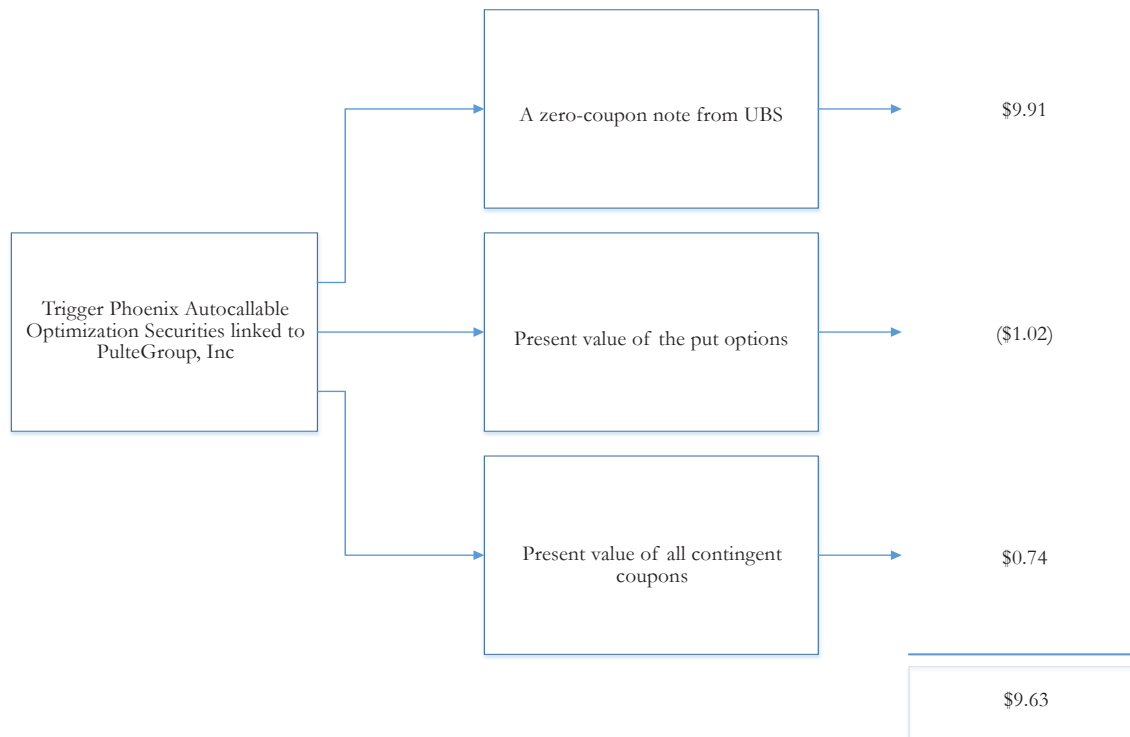 A zero-coupon note from UBS
$9.91
Trigger Phoenix Autocallable
Optimization Securities linked to
PulteGroup, Inc
Present value of the put options
($1.02)
Present value of all contingent
coupons
$0.74
$9.63